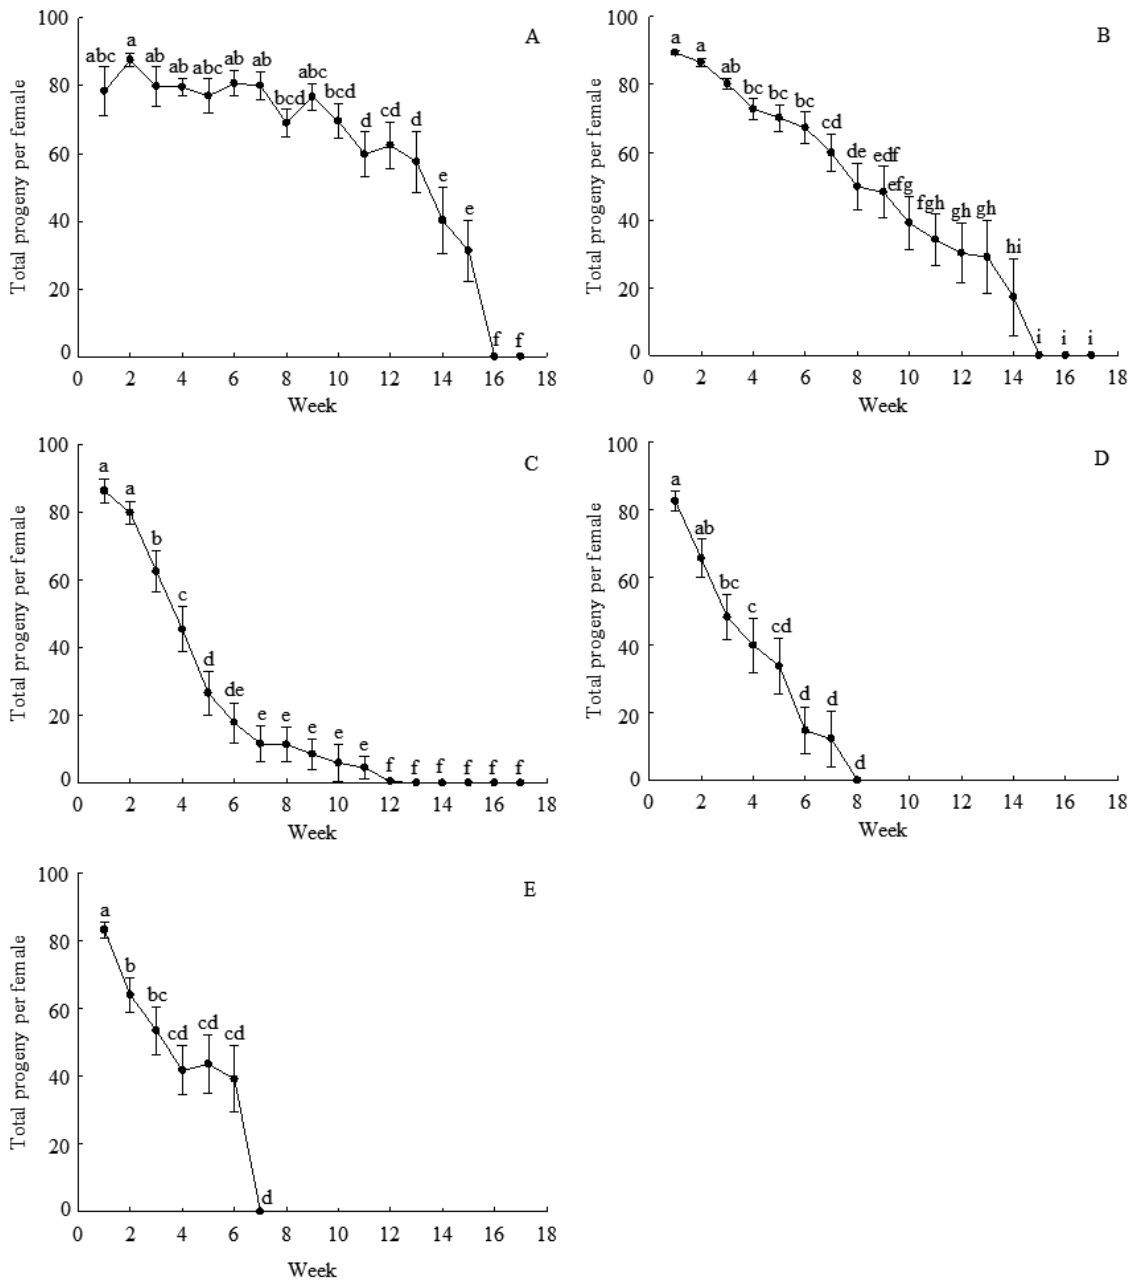 A
Total progeny per female
100
80
60
40
20
0
abc
a
ab
ab
abc
ab
ab
bcd
abc
bcd
d
cd
d
e
e
f
f
0 2 4 6 8 10 12 14 16 18
Week
B
Total progeny per female
100
80
60
40
20
0
a
a
ab
bc
bc
bc
cd
de
edf
efg
fgh
gh
gh
hi
i
i
i
0 2 4 6 8 10 12 14 16 18
Week
C
Total progeny per female
100
80
60
40
20
0
a
a
b
c
d
de
e
e
e
e
e
f
f
f
f
f
f
0 2 4 6 8 10 12 14 16 18
Week
D
Total progeny per female
100
80
60
40
20
0
a
ab
bc
c
cd
d
d
d
0 2 4 6 8 10 12 14 16 18
Week
E
Total progeny per female
100
80
60
40
20
0
a
b
bc
cd
cd
cd
d
0 2 4 6 8 10 12 14 16 18
Week